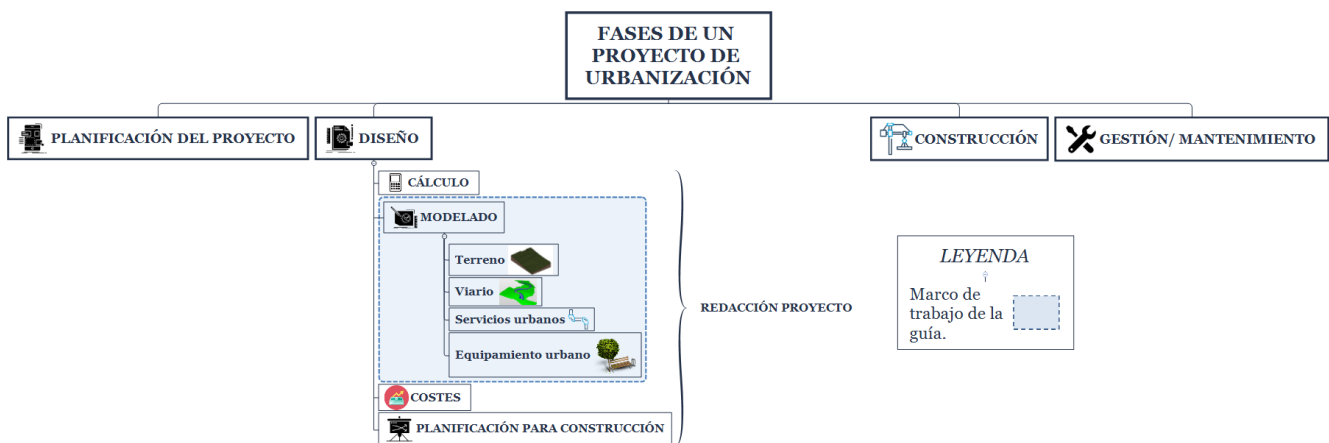 FASES DE UN
PROYECTO DE
URBANIZACIÓN
PLANIFICACIÓN DEL PROYECTO
DISEÑO
CONSTRUCCIÓN
GESTIÓN/ MANTENIMIENTO
CÁLCULO
MODELADO
Terreno
Viario
Servicios urbanos
Equipamiento urbano
COSTES
PLANIFICACIÓN PARA CONSTRUCCIÓN
REDACCIÓN PROYECTO
LEYENDA
Marco de
trabajo de la
guía.